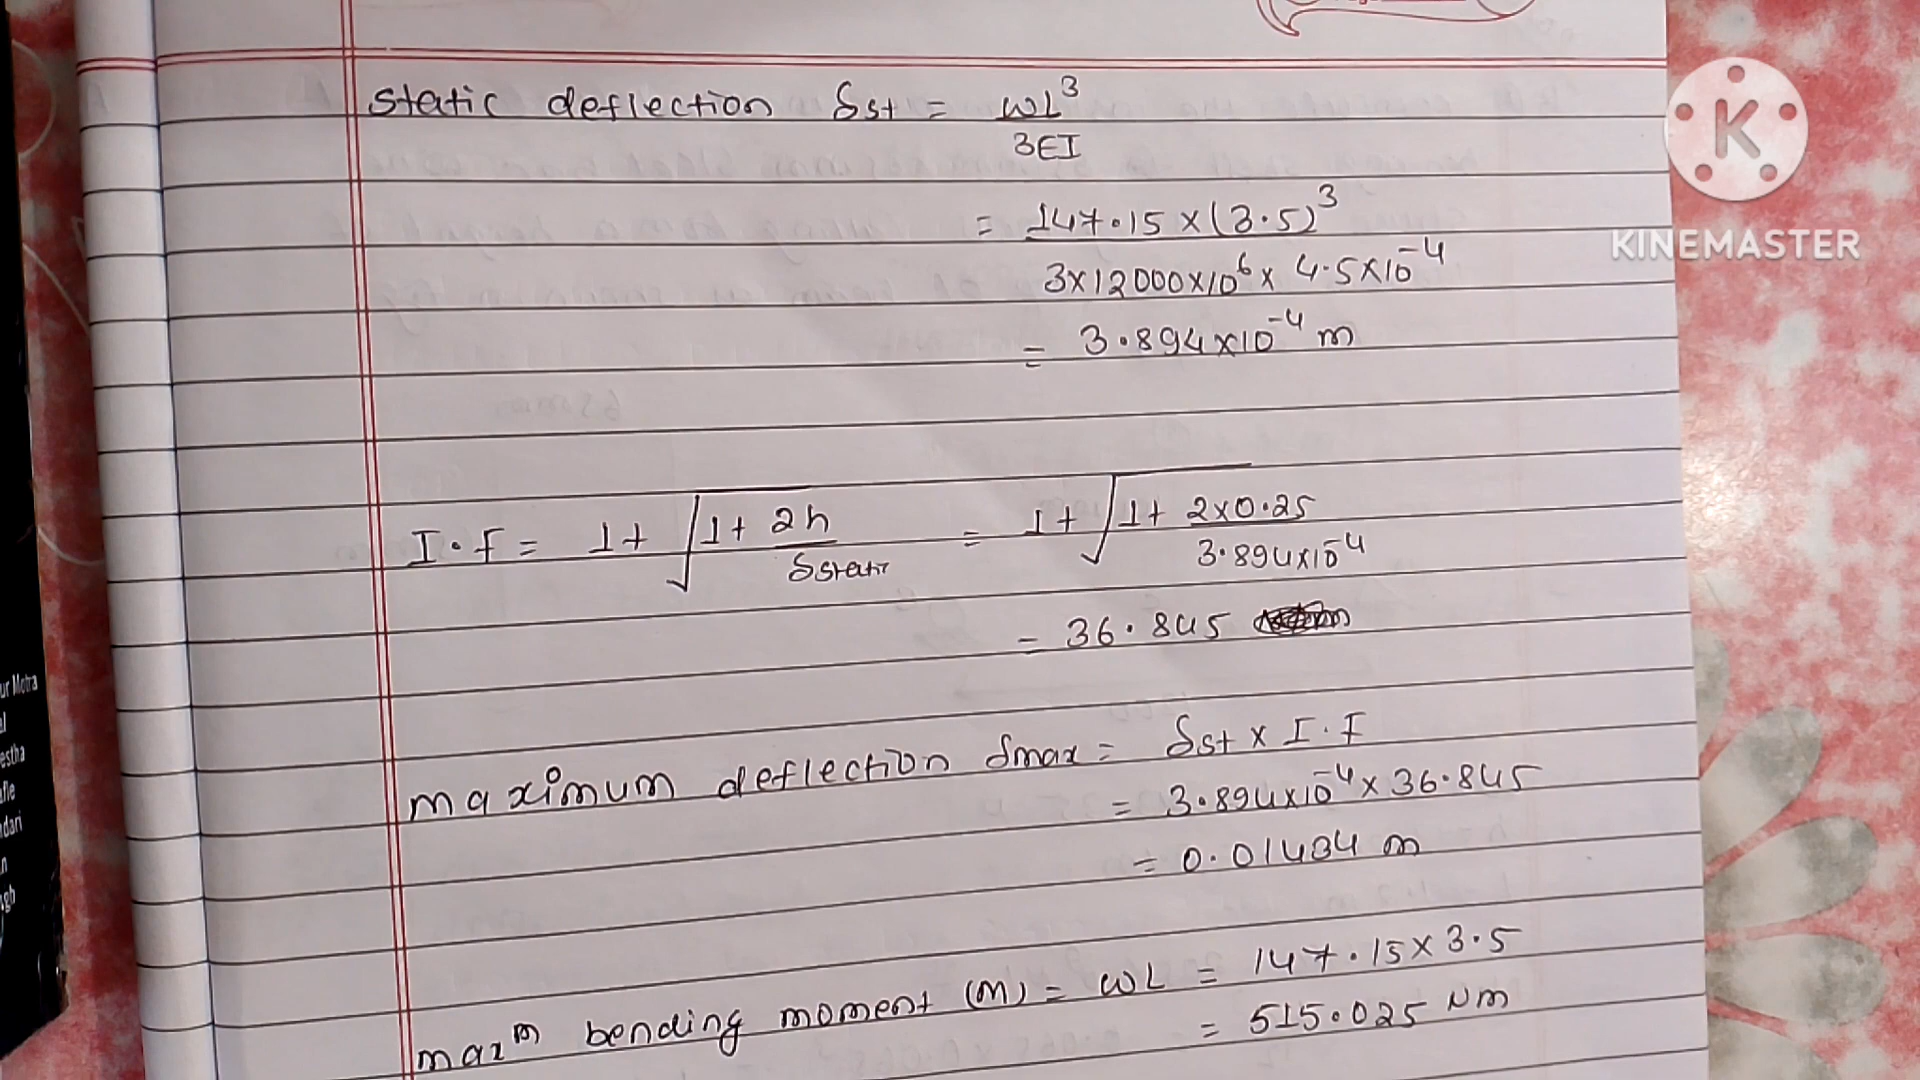 static deflection δst = wL³
3EI
= 147.15 × (3.5)³
3×12000×10⁶ × 4.5×10⁻⁴
= 3.894×10⁻⁴ m
I.F = 1+ √1+ 2h = 1+ √1+ 2×0.25
δstatic 3.894×10⁻⁴
= 36.845
maximum deflection δmax = δst × I.F
= 3.894×10⁻⁴ × 36.845
= 0.01434 m
maxᵐ bending moment (M) = wL = 147.15 × 3.5
= 515.025 Nm
K
KINEMASTER